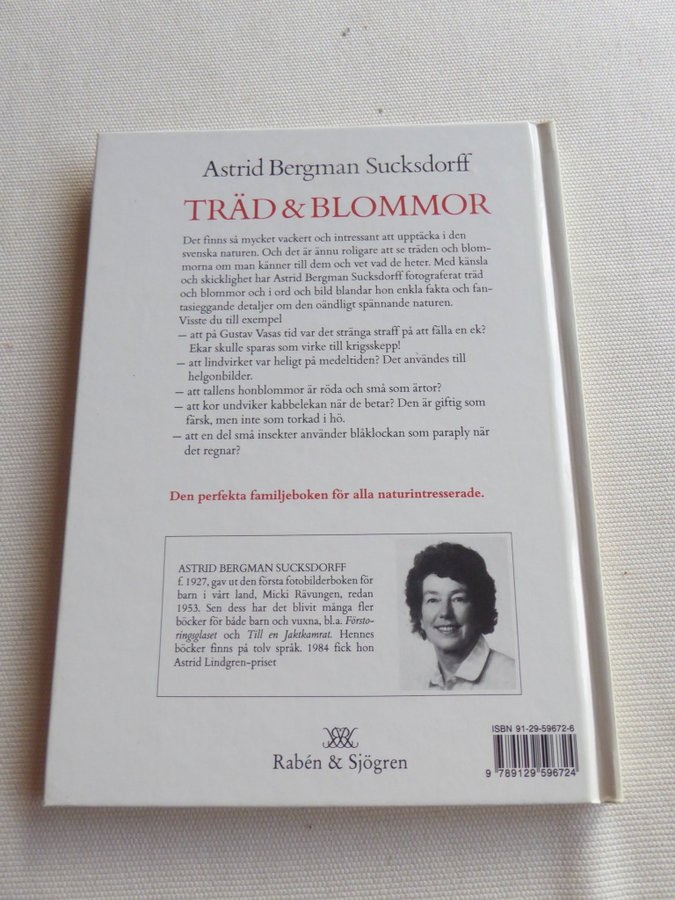 Astrid Bergman Sucksdorff
TRÄD & BLOMMOR
Det finns så mycket vackert och intressant att upptäcka i den
svenska naturen. Och det är ännu roligare att se träden och blom-
morna om man känner till dem och vet vad de heter. Med känsla
och skicklighet har Astrid Bergman Sucksdorff fotograferat träd
och blommor och i ord och bild blandar hon enkla fakta och fan-
tasieggande detaljer om den oändligt spännande naturen.
Visste du till exempel
– att på Gustav Vasas tid var det stränga straff på att fälla en ek?
Ekar skulle sparas som virke till krigsskepp!
– att lindvirket var heligt på medeltiden? Det användes till
helgonbilder.
– att tallens honblommor är röda och små som ärtor?
– att kor undviker kabbelekan när de betar? Den är giftig som
färsk, men inte som torkad i hö.
– att en del små insekter använder blåklockan som paraply när
det regnar?
Den perfekta familjeboken för alla naturintresserade.
ASTRID BERGMAN SUCKSDORFF
f. 1927, gav ut den första fotobilderboken för
barn i vårt land, Micki Rävungen, redan
1953. Sen dess har det blivit många fler
böcker för både barn och vuxna, bl.a. Försto-
ringsglaset och Till en Jaktkamrat. Hennes
böcker finns på tolv språk. 1984 fick hon
Astrid Lindgren-priset
Rabén & Sjögren
ISBN 91-29-59672-6
9 789129 596724